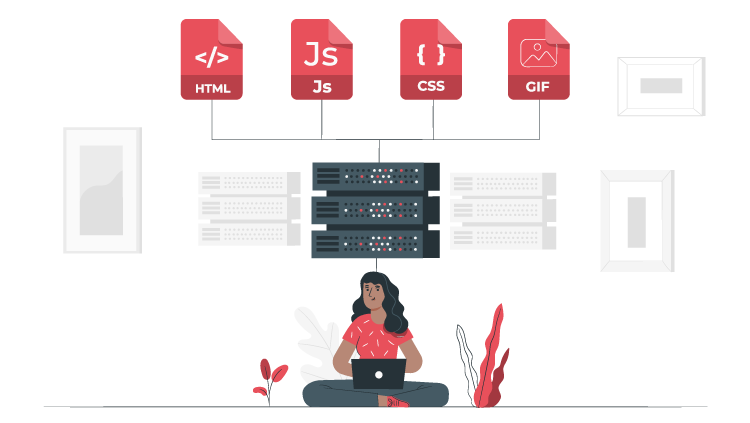 </>
HTML
Js
Js
{ }
CSS
GIF